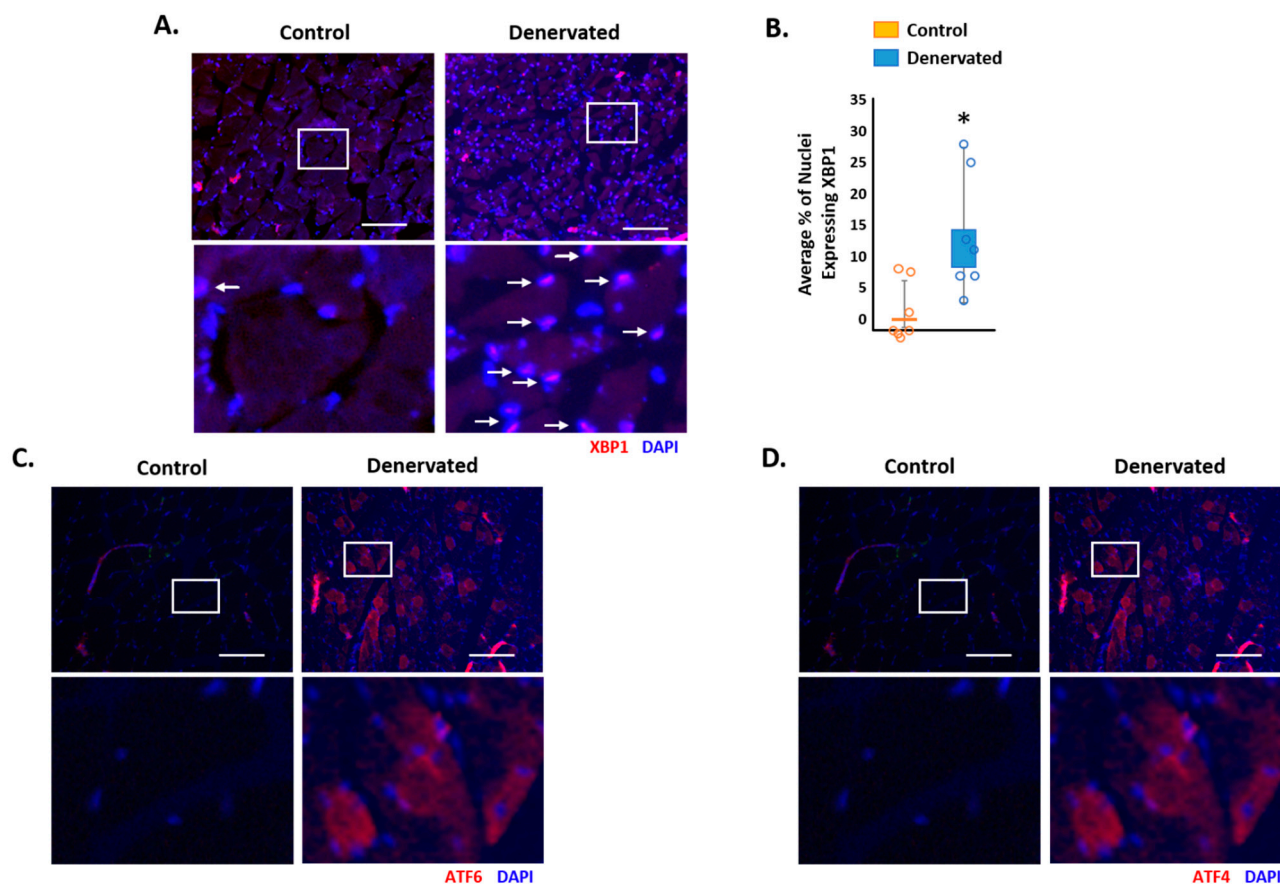 A.
Control
Denervated
XBP1 DAPI
B.
Control
Denervated
Average % of Nuclei
Expressing XBP1
35
30
25
20
15
10
5
0
*
C.
Control
Denervated
ATF6 DAPI
D.
Control
Denervated
ATF4 DAPI